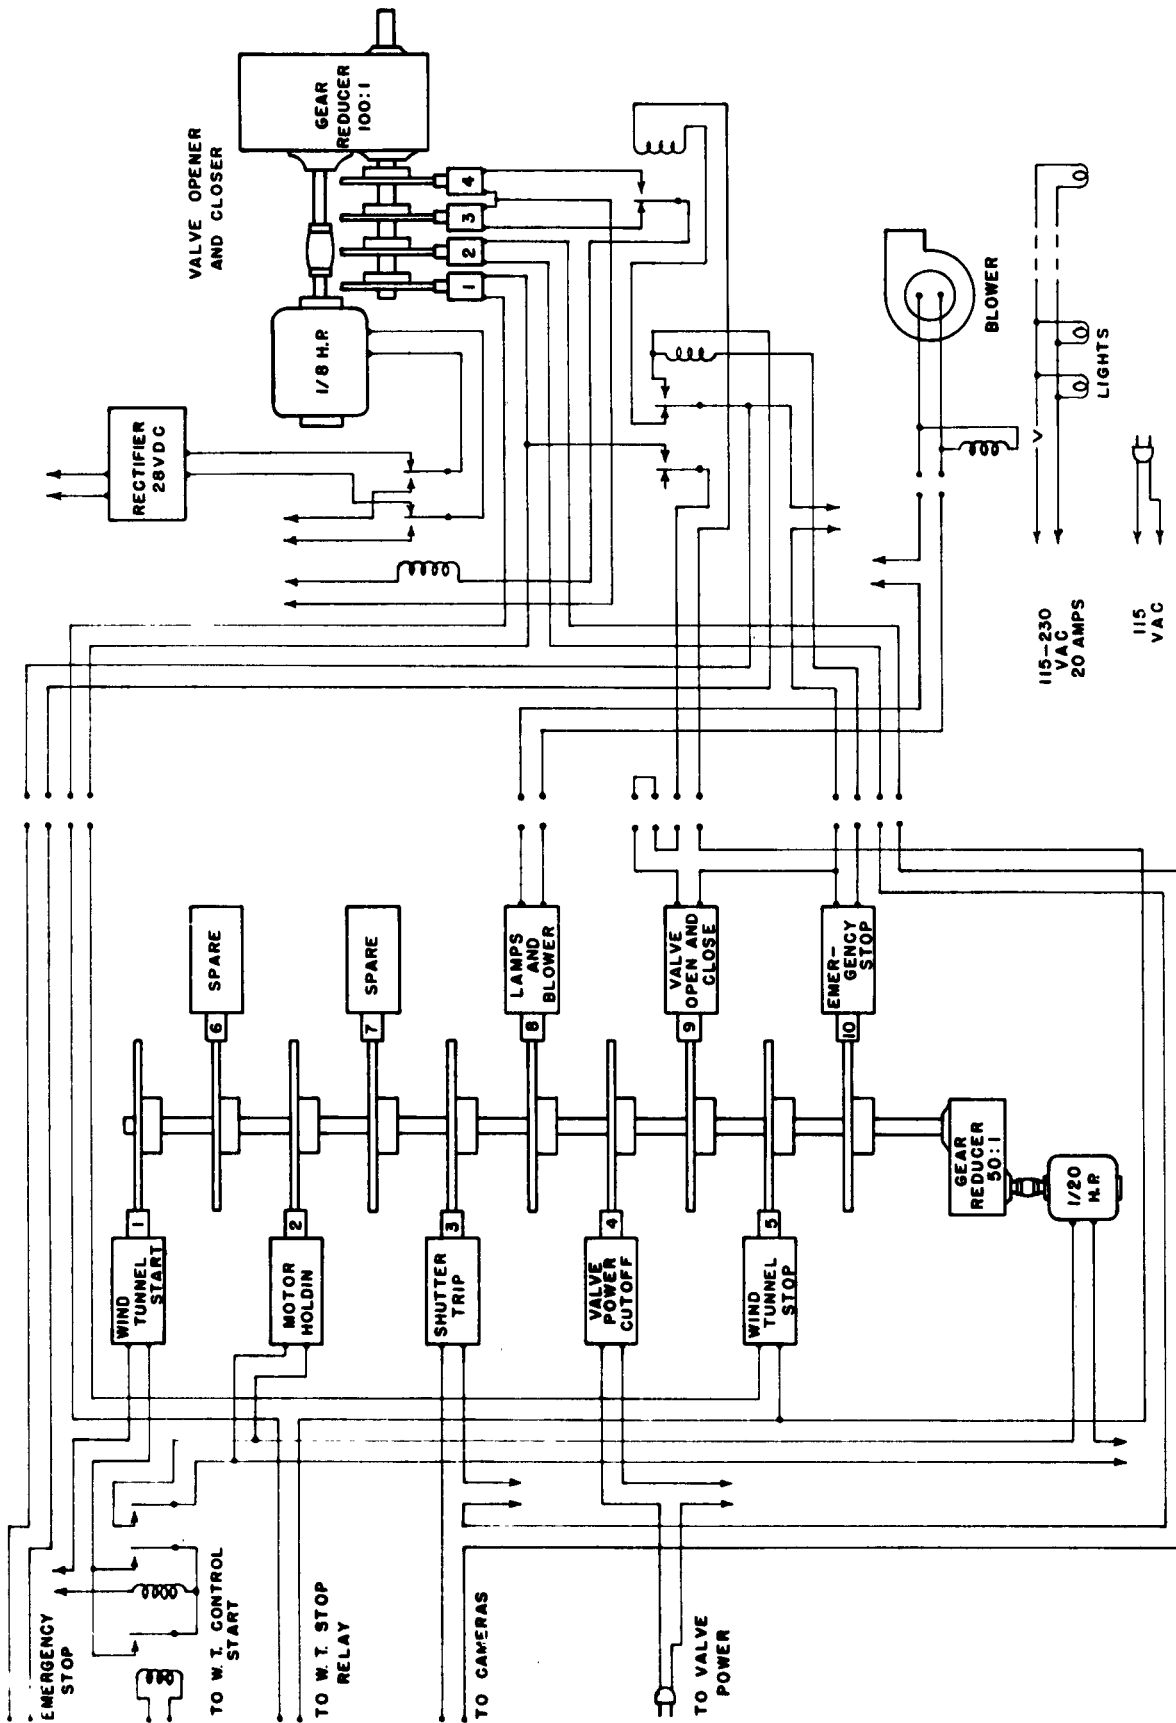 EMERGENCY
STOP
TO W. T. CONTROL
START
TO W. T. STOP
RELAY
TO CAMERAS
TO VALVE
POWER
WIND
TUNNEL
START
1
MOTOR
HOLDIN
2
SHUTTER
TRIP
3
VALVE
POWER
CUTOFF
4
WIND
TUNNEL
STOP
5
6
SPARE
7
SPARE
8
LAMPS
AND
BLOWER
9
VALVE
OPEN AND
CLOSE
10
EMER-
GENCY
STOP
GEAR
REDUCER
50:1
1/20
H.P.
RECTIFIER
28VDC
VALVE OPENER
AND CLOSER
1/8 H.P.
GEAR
REDUCER
100:1
1
2
3
4
BLOWER
LIGHTS
115-230
VAC
20 AMPS
115
VAC